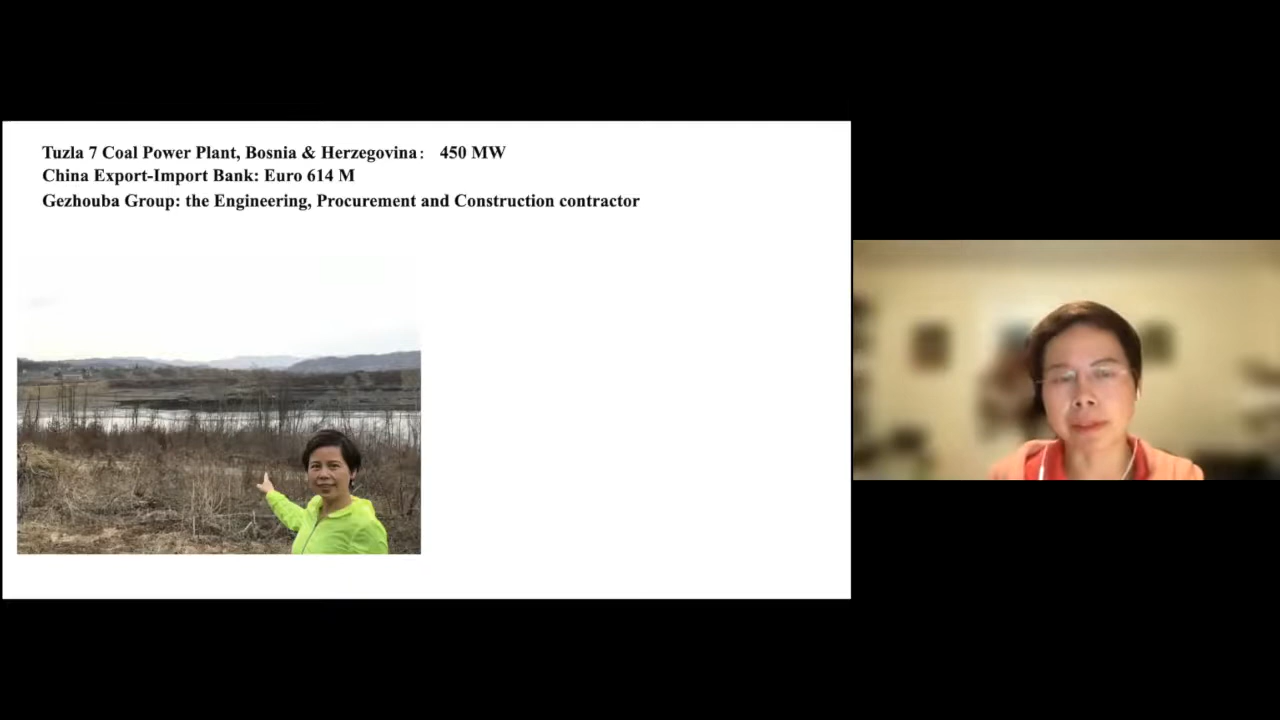 Tuzla 7 Coal Power Plant, Bosnia & Herzegovina： 450 MW
China Export-Import Bank: Euro 614 M
Gezhouba Group: the Engineering, Procurement and Construction contractor